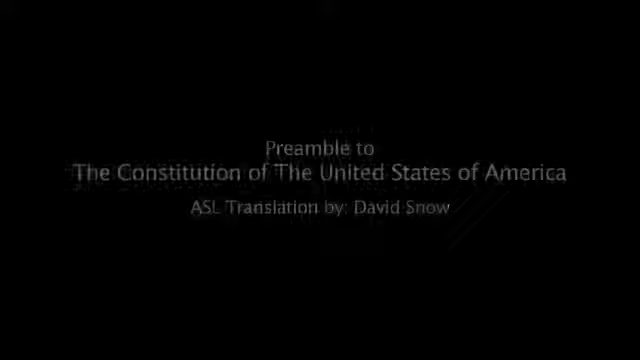 Preamble to
The Constitution of The United States of America
ASL Translation by: David Snow